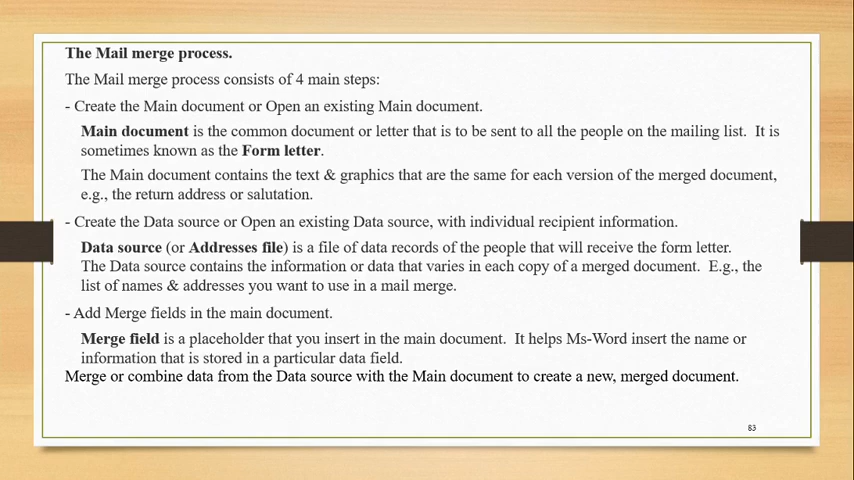 The Mail merge process.
The Mail merge process consists of 4 main steps:
- Create the Main document or Open an existing Main document.
Main document is the common document or letter that is to be sent to all the people on the mailing list.  It is
sometimes known as the Form letter.
The Main document contains the text & graphics that are the same for each version of the merged document,
e.g., the return address or salutation.
- Create the Data source or Open an existing Data source, with individual recipient information.
Data source (or Addresses file) is a file of data records of the people that will receive the form letter.
The Data source contains the information or data that varies in each copy of a merged document.  E.g., the
list of names & addresses you want to use in a mail merge.
- Add Merge fields in the main document.
Merge field is a placeholder that you insert in the main document.  It helps Ms-Word insert the name or
information that is stored in a particular data field.
Merge or combine data from the Data source with the Main document to create a new, merged document.
83